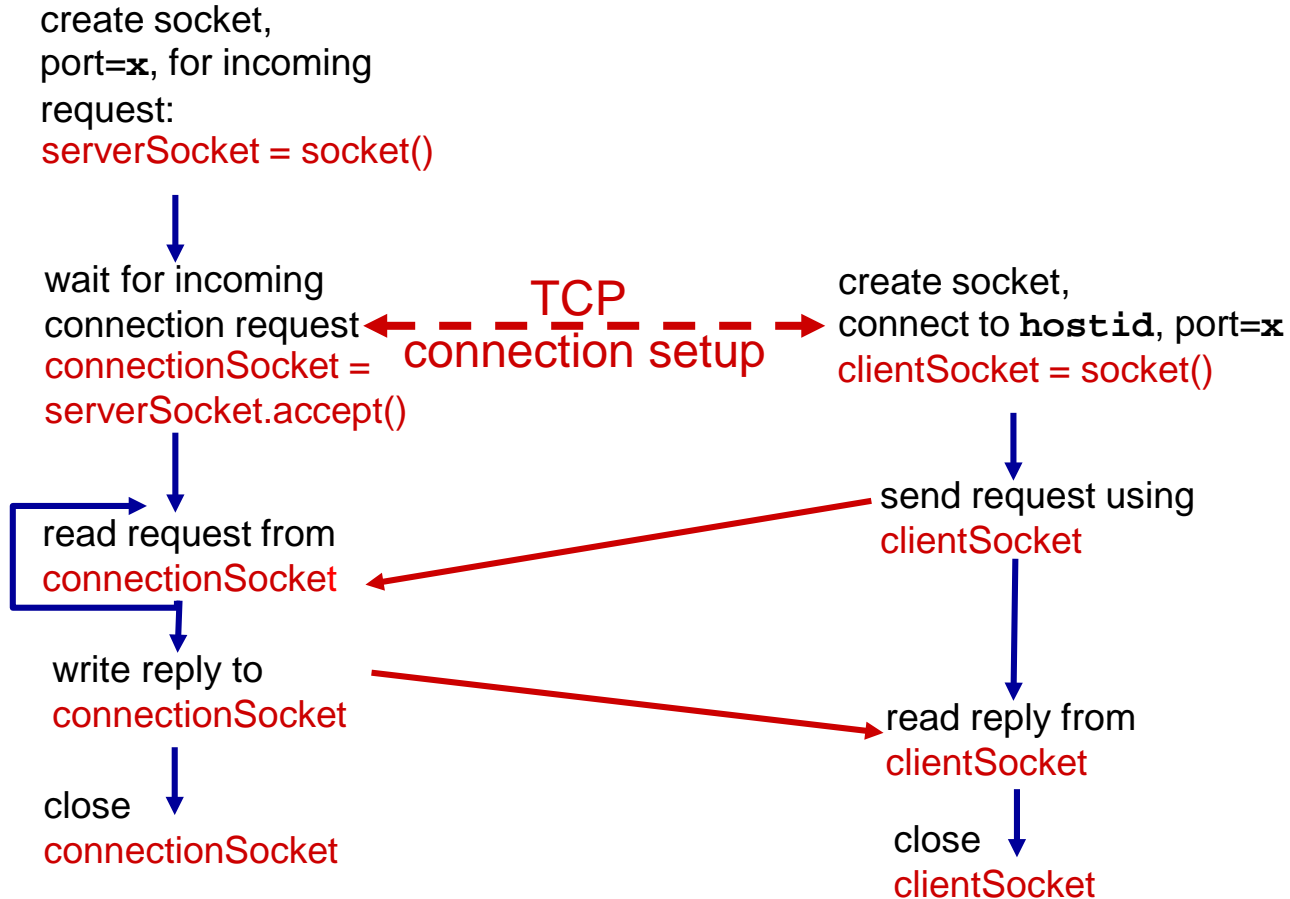 create socket,
port=x, for incoming
request:
serverSocket = socket()
wait for incoming
connection request
connectionSocket =
serverSocket.accept()
TCP
connection setup
create socket,
connect to hostid, port=x
clientSocket = socket()
send request using
clientSocket
read request from
connectionSocket
write reply to
connectionSocket
read reply from
clientSocket
close
connectionSocket
close
clientSocket